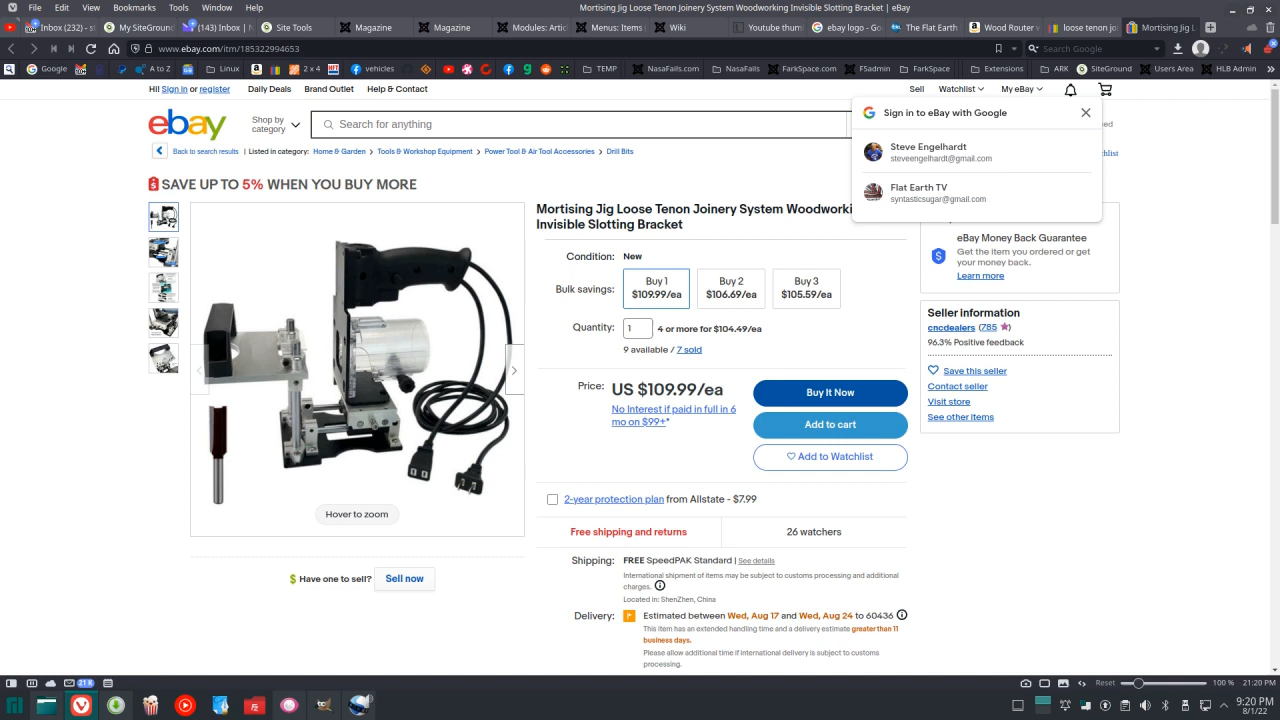 File Edit View Bookmarks Tools Window Help
Mortising Jig Loose Tenon Joinery System Woodworking Invisible Slotting Bracket | eBay
Inbox (232) - st
My SiteGround
(143) Inbox | N
Site Tools
Magazine
Magazine
Modules: Artic
Menus: Items (
Wiki
Youtube thum
ebay logo - Go
The Flat Earth
Amazon.com
Wood Router v
loose tenon jo
Mortising Jig L
www.ebay.com/itm/185322994653
Search Google
Google
A to Z
Linux
2 x 4
vehicles
TEMP
NasaFails.com
NasaFails
FarkSpace.com
FSadmin
FarkSpace
Extensions
ARK
SiteGround
Users Area
HLB Admin
Hi! Sign in or register
Daily Deals
Brand Outlet
Help & Contact
Sell
Watchlist
My eBay
ebay
Shop by category
Search for anything
Back to search results | Listed in category: Home & Garden > Tools & Workshop Equipment > Power Tool & Air Tool Accessories > Drill Bits
Sign in to eBay with Google
Steve Engelhardt
steveengelhardt@gmail.com
Flat Earth TV
syntasticsugar@gmail.com
SAVE UP TO 5% WHEN YOU BUY MORE
Mortising Jig Loose Tenon Joinery System Woodworki
Invisible Slotting Bracket
Condition: New
Bulk savings:
Buy 1
$109.99/ea
Buy 2
$106.69/ea
Buy 3
$105.59/ea
Quantity: 1 4 or more for $104.49/ea
9 available / 7 sold
Price: US $109.99/ea
No Interest if paid in full in 6
mo on $99+*
Buy It Now
Add to cart
Add to Watchlist
2-year protection plan from Allstate - $7.99
Free shipping and returns
26 watchers
Shipping: FREE SpeedPAK Standard | See details
International shipment of items may be subject to customs processing and additional
charges.
Located in: ShenZhen, China
Delivery: Estimated between Wed, Aug 17 and Wed, Aug 24 to 60436
This item has an extended handling time and a delivery estimate greater than 11
business days.
Please allow additional time if international delivery is subject to customs
processing.
Hover to zoom
Have one to sell? Sell now
eBay Money Back Guarantee
Get the item you ordered or get
your money back.
Learn more
Seller information
cncdealers (785)
96.3% Positive feedback
Save this seller
Contact seller
Visit store
See other items
21 K
Reset
100 %
21:20 PM
9:20 PM
8/1/22